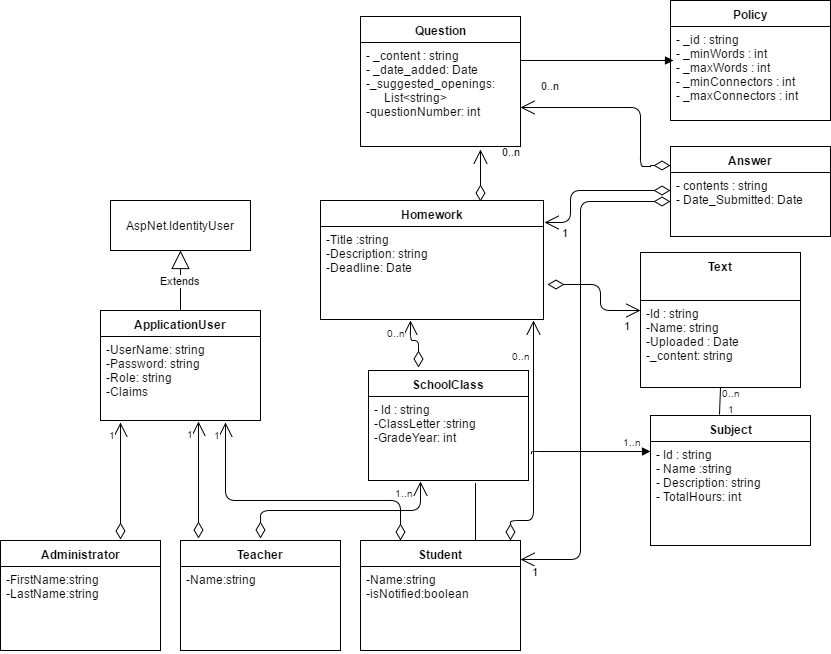 Policy
- _id : string
- _minWords : int
- _maxWords : int
- _minConnectors : int
- _maxConnectors : int
Question
- _content : string
- _date_added: Date
-_suggested_openings:
List<string>
-questionNumber: int
0..n
0..n
Answer
- contents : string
- Date_Submitted: Date
AspNet.IdentityUser
Extends
Homework
-Title :string
-Description: string
-Deadline: Date
1
Text
-Id : string
-Name: string
-Uploaded : Date
-_content: string
1
ApplicationUser
-UserName: string
-Password: string
-Role: string
-Claims
0..n
0..n
SchoolClass
- Id : string
-ClassLetter :string
-GradeYear: int
0..n
1
Subject
- Id : string
- Name :string
- Description: string
- TotalHours: int
1
1
1
1..n
1..n
Administrator
-FirstName:string
-LastName:string
Teacher
-Name:string
Student
-Name:string
-isNotified:boolean
1